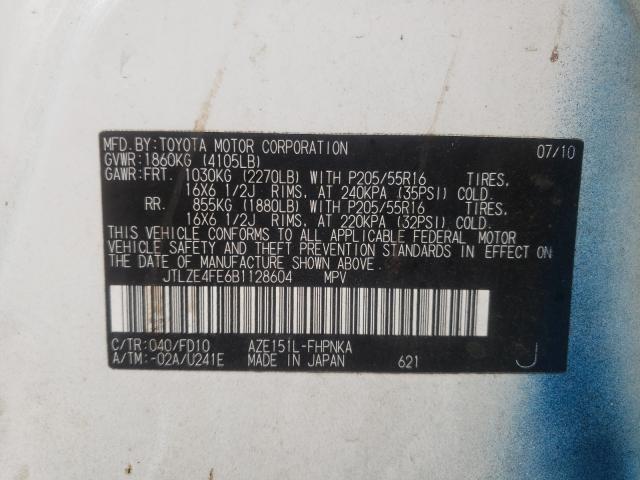 MFD.BY:TOYOTA MOTOR CORPORATION 07/10
GVWR:1860KG (4105LB)
GAWR:FRT. 1030KG (2270LB) WITH P205/55R16 TIRES,
16X6 1/2J RIMS, AT 240KPA (35PSI) COLD.
RR. 855KG (1880LB) WITH P205/55R16 TIRES,
16X6 1/2J RIMS, AT 220KPA (32PSI) COLD.
THIS VEHICLE CONFORMS TO ALL APPLICABLE FEDERAL MOTOR
VEHICLE SAFETY AND THEFT PREVENTION STANDARDS IN EFFECT ON
THE DATE OF MANUFACTURE SHOWN ABOVE.
JTLZE4FE6B1128604 MPV
C/TR:040/FD10 AZE151L-FHPNKA
A/TM:-02A/U241E MADE IN JAPAN 621 J